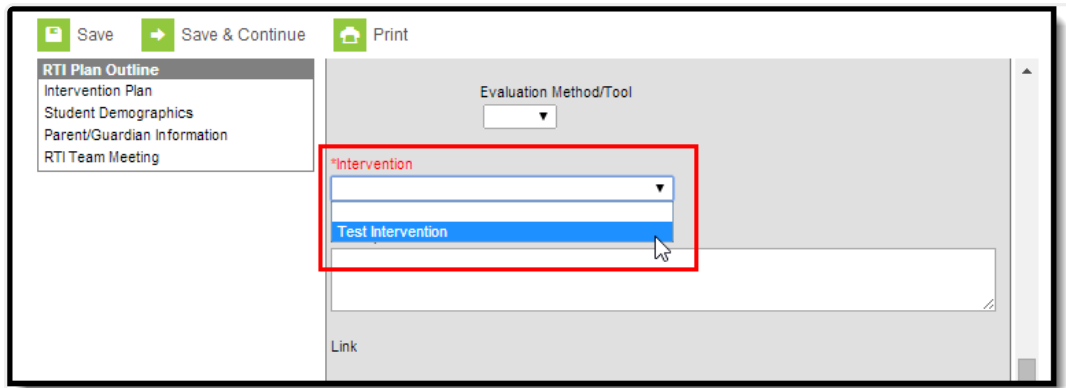 Save Save & Continue Print
RTI Plan Outline
Intervention Plan
Student Demographics
Parent/Guardian Information
RTI Team Meeting
Evaluation Method/Tool
*Intervention
Test Intervention
Link